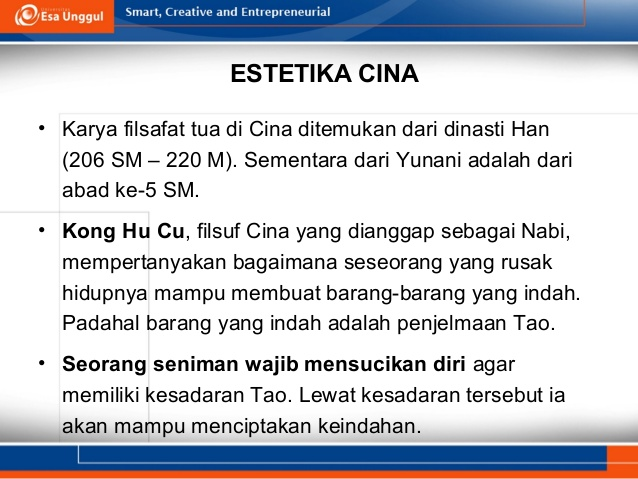 Esa Unggul
Smart, Creative and Entrepreneurial
ESTETIKA CINA
• Karya filsafat tua di Cina ditemukan dari dinasti Han
(206 SM – 220 M). Sementara dari Yunani adalah dari
abad ke-5 SM.
• Kong Hu Cu, filsuf Cina yang dianggap sebagai Nabi,
mempertanyakan bagaimana seseorang yang rusak
hidupnya mampu membuat barang-barang yang indah.
Padahal barang yang indah adalah penjelmaan Tao.
• Seorang seniman wajib mensucikan diri agar
memiliki kesadaran Tao. Lewat kesadaran tersebut ia
akan mampu menciptakan keindahan.